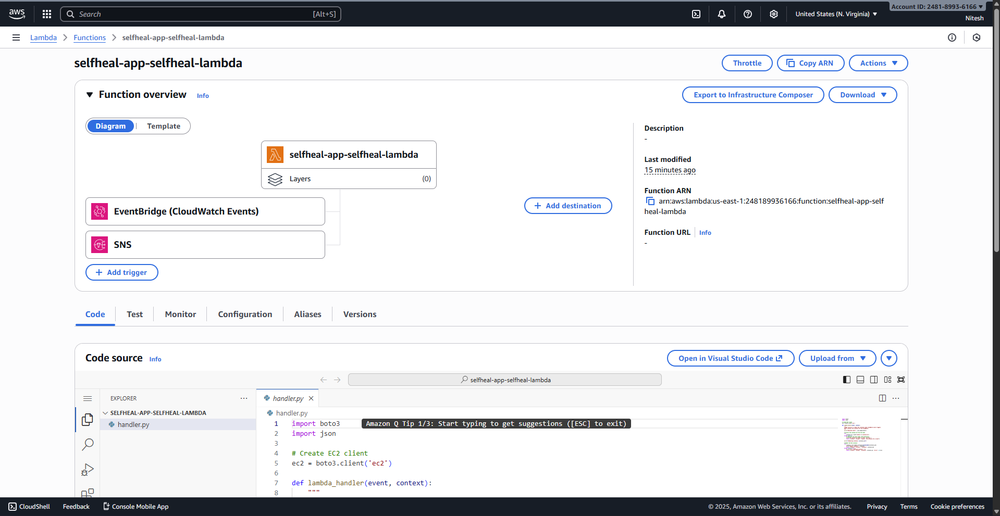 aws
Search
[Alt+S]
United States (N. Virginia)
Account ID: 2481-8993-6166
Nitesh
Lambda
Functions
selfheal-app-selfheal-lambda
selfheal-app-selfheal-lambda
Throttle
Copy ARN
Actions
Function overview
Info
Export to Infrastructure Composer
Download
Diagram
Template
selfheal-app-selfheal-lambda
Layers
(0)
EventBridge (CloudWatch Events)
SNS
Add trigger
Add destination
Description
-
Last modified
15 minutes ago
Function ARN
arn:aws:lambda:us-east-1:248189936166:function:selfheal-app-self
heal-lambda
Function URL
Info
-
Code
Test
Monitor
Configuration
Aliases
Versions
Code source
Info
Open in Visual Studio Code
Upload from
selfheal-app-selfheal-lambda
EXPLORER
SELFHEAL-APP-SELFHEAL-LAMBDA
handler.py
handler.py
handler.py
1 import boto3
Amazon Q Tip 1/3: Start typing to get suggestions ([ESC] to exit)
2 import json
3
4 # Create EC2 client
5 ec2 = boto3.client('ec2')
6
7 def lambda_handler(event, context):
8 """
CloudShell
Feedback
Console Mobile App
© 2025, Amazon Web Services, Inc. or its affiliates.
Privacy
Terms
Cookie preferences